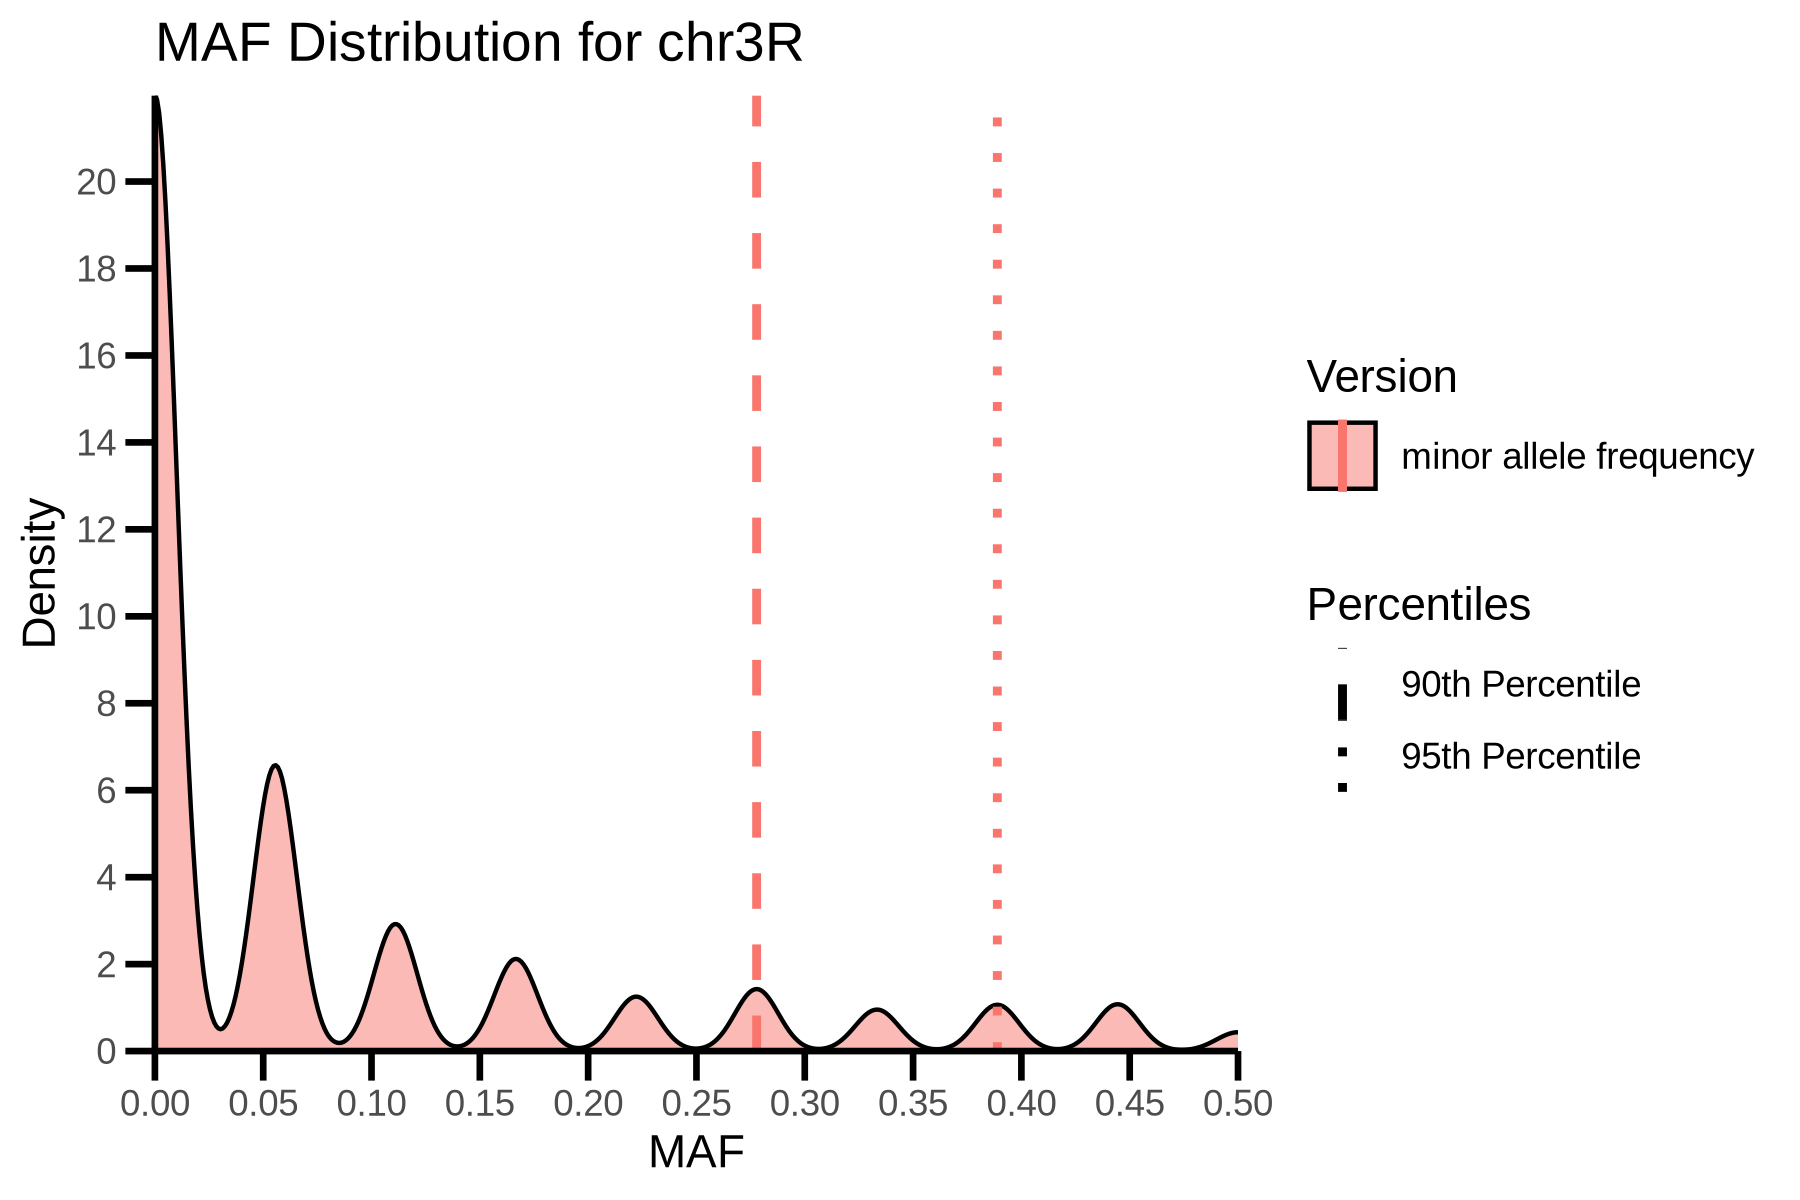 MAF Distribution for chr3R
Density
20
18
16
14
12
10
8
6
4
2
0
0.00 0.05 0.10 0.15 0.20 0.25 0.30 0.35 0.40 0.45 0.50
MAF
Version
minor allele frequency
Percentiles
90th Percentile
95th Percentile